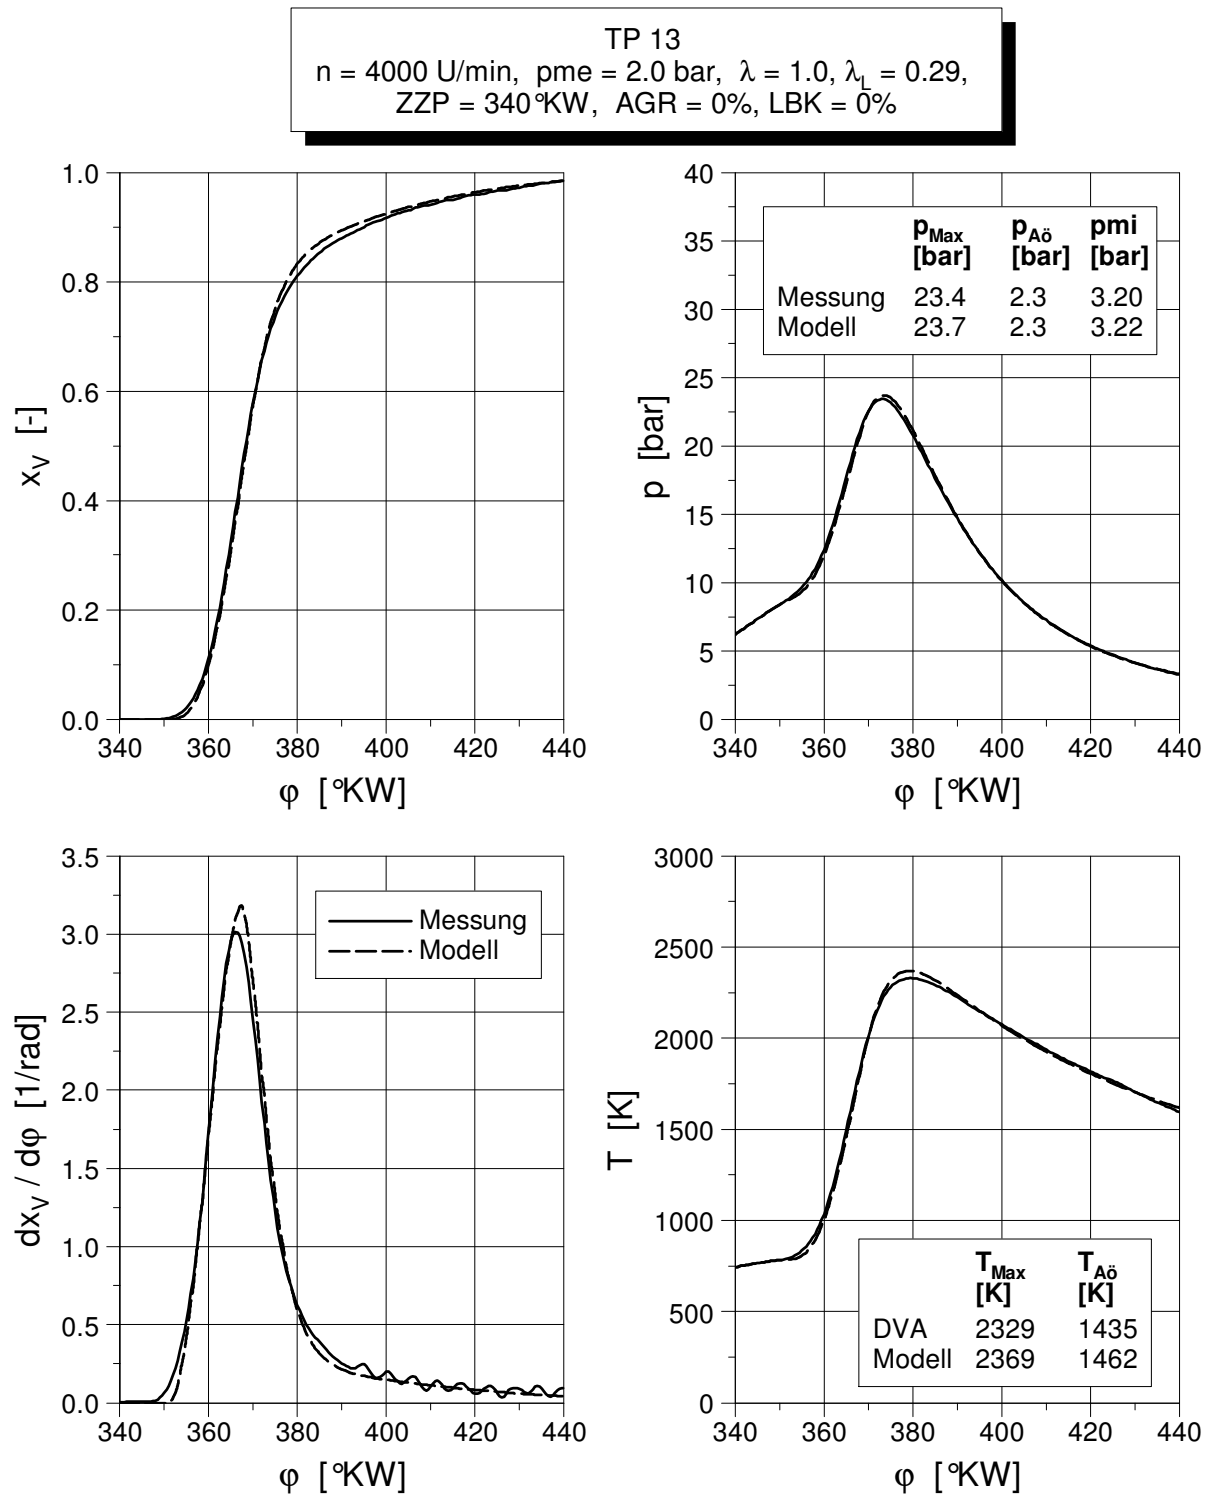 TP 13
n = 4000 U/min, pme = 2.0 bar, λ = 1.0, λL = 0.29,
ZZP = 340°KW, AGR = 0%, LBK = 0%
1.0
0.8
0.6
0.4
0.2
0.0
xV [-]
340 360 380 400 420 440
φ [°KW]
40
35
30
25
20
15
10
5
0
p [bar]
pMax pAö pmi
[bar] [bar] [bar]
Messung 23.4 2.3 3.20
Modell 23.7 2.3 3.22
340 360 380 400 420 440
φ [°KW]
3.5
3.0
2.5
2.0
1.5
1.0
0.5
0.0
dxV / dφ [1/rad]
Messung
Modell
340 360 380 400 420 440
φ [°KW]
3000
2500
2000
1500
1000
500
0
T [K]
TMax TAö
[K] [K]
DVA 2329 1435
Modell 2369 1462
340 360 380 400 420 440
φ [°KW]